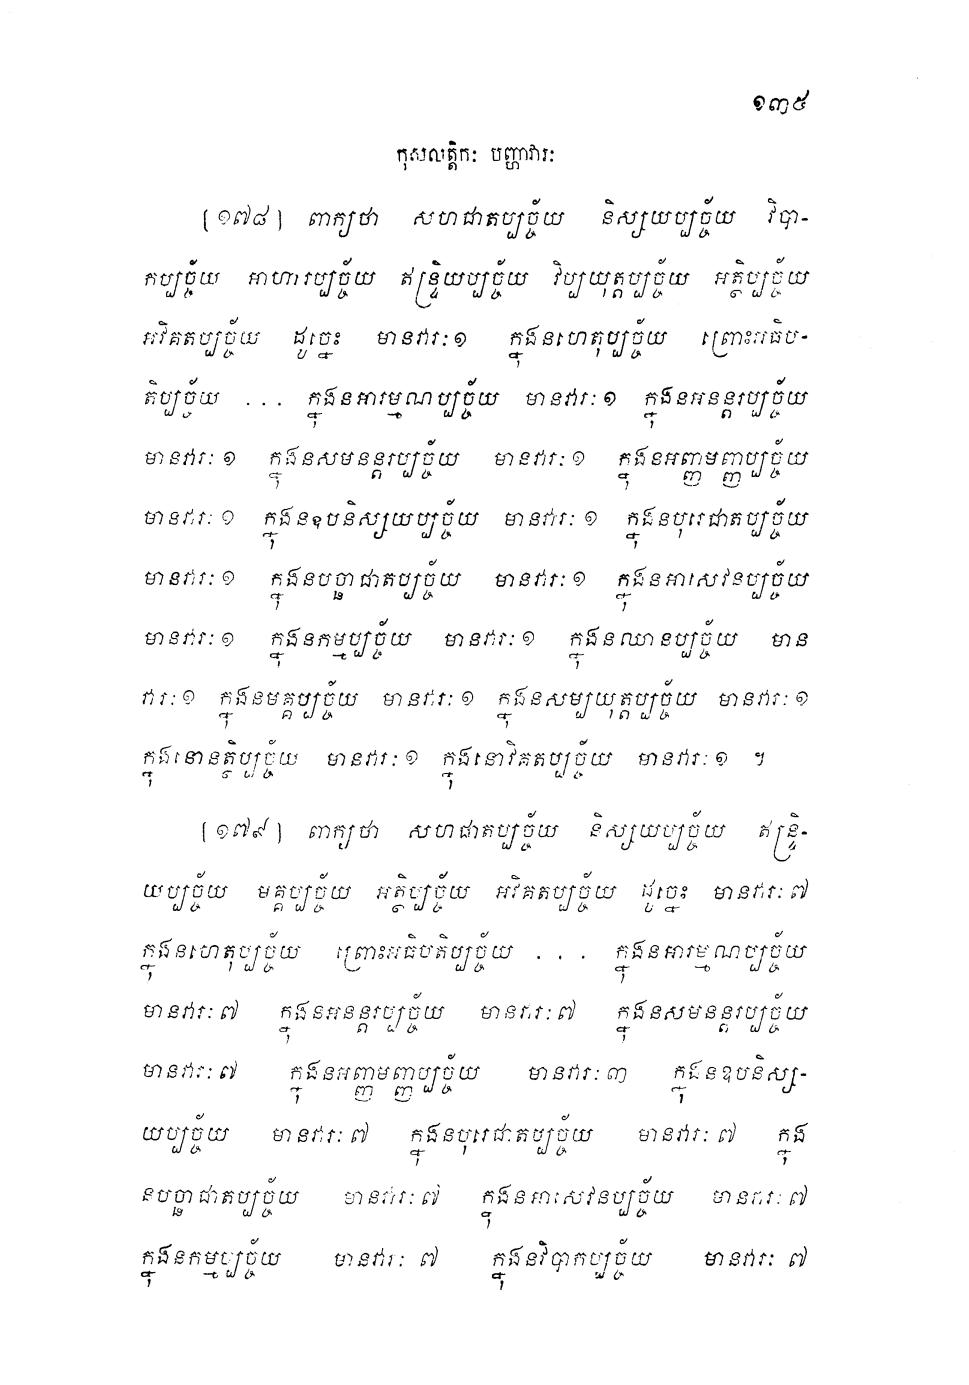 ១៣៥
កុសលត្តិកៈ បញ្ហាវារៈ
[១៧៨] ពាក្យថា សហជាតប្បច្ច័យ និស្សយប្បច្ច័យ វិបា-
កប្បច្ច័យ អាហារប្បច្ច័យ ឥន្ទ្រិយប្បច្ច័យ វិប្បយុត្តប្បច្ច័យ អត្ថិប្បច្ច័យ
អវិគតប្បច្ច័យ ដូច្នេះ មានវារៈ១ ក្នុងនហេតុប្បច្ច័យ ព្រោះអធិប-
តិប្បច្ច័យ ... ក្នុងនអារម្មណប្បច្ច័យ មានវារៈ១ ក្នុងនអនន្តរប្បច្ច័យ
មានវារៈ១ ក្នុងនសមនន្តរប្បច្ច័យ មានវារៈ១ ក្នុងនអញ្ញាមញ្ញប្បច្ច័យ
មានវារៈ១ ក្នុងនឧបនិស្សយប្បច្ច័យ មានវារៈ១ ក្នុងនបុរេជាតប្បច្ច័យ
មានវារៈ១ ក្នុងនបច្ឆាជាតប្បច្ច័យ មានវារៈ១ ក្នុងនអាសេវនប្បច្ច័យ
មានវារៈ១ ក្នុងនកម្មប្បច្ច័យ មានវារៈ១ ក្នុងនឈានប្បច្ច័យ មាន
វារៈ១ ក្នុងនមគ្គប្បច្ច័យ មានវារៈ១ ក្នុងនសម្បយុត្តប្បច្ច័យ មានវារៈ១
ក្នុងនោនត្ថិប្បច្ច័យ មានវារៈ១ ក្នុងនោវិគតប្បច្ច័យ មានវារៈ១ ។
[១៧៩] ពាក្យថា សហជាតប្បច្ច័យ និស្សយប្បច្ច័យ ឥន្ទ្រិ-
យប្បច្ច័យ មគ្គប្បច្ច័យ អត្ថិប្បច្ច័យ អវិគតប្បច្ច័យ ដូច្នេះ មានវារៈ៧
ក្នុងនហេតុប្បច្ច័យ ព្រោះអធិបតិប្បច្ច័យ ... ក្នុងនអារម្មណប្បច្ច័យ
មានវារៈ៧ ក្នុងនអនន្តរប្បច្ច័យ មានវារៈ៧ ក្នុងនសមនន្តរប្បច្ច័យ
មានវារៈ៧ ក្នុងនអញ្ញាមញ្ញប្បច្ច័យ មានវារៈ៣ ក្នុងនឧបនិស្ស-
យប្បច្ច័យ មានវារៈ៧ ក្នុងនបុរេជាតប្បច្ច័យ មានវារៈ៧ ក្នុង
នបច្ឆាជាតប្បច្ច័យ មានវារៈ៧ ក្នុងនអាសេវនប្បច្ច័យ មានវារៈ៧
ក្នុងនកម្មប្បច្ច័យ មានវារៈ៧ ក្នុងនវិបាកប្បច្ច័យ មានវារៈ៧